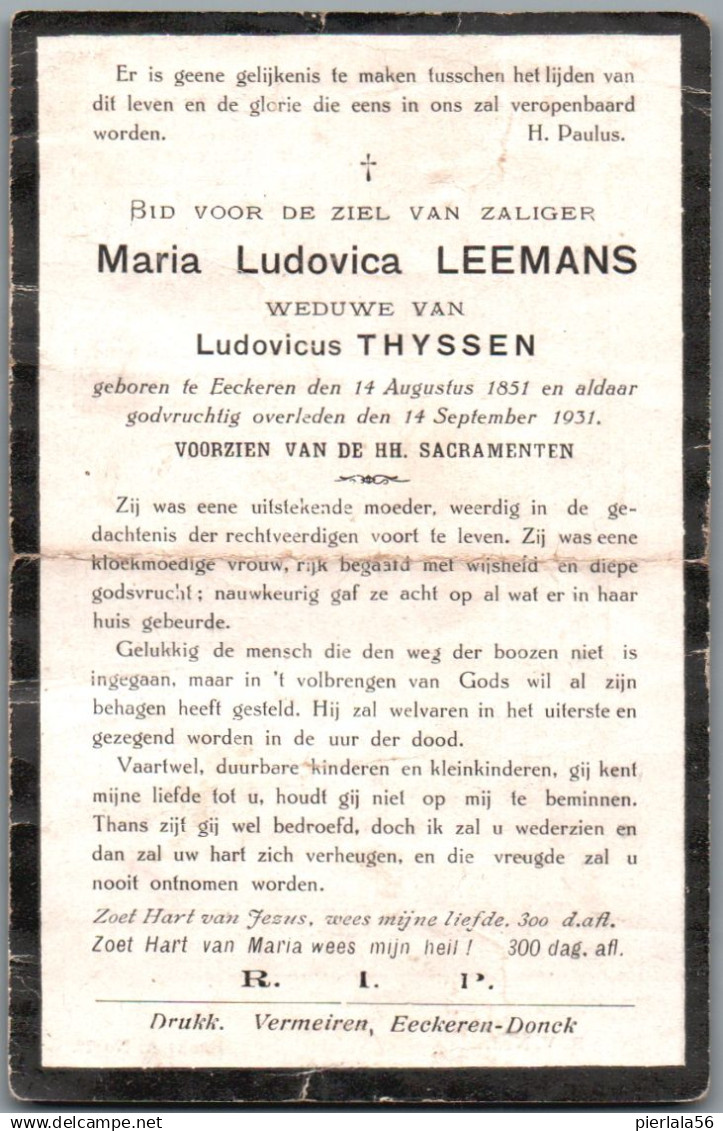 Er is geene gelijkenis te maken tusschen het lijden van
dit leven en de glorie die eens in ons zal veropenbaard
worden. H. Paulus.
†
BID VOOR DE ZIEL VAN ZALIGER
Maria Ludovica LEEMANS
WEDUWE VAN
Ludovicus THYSSEN
geboren te Eeckeren den 14 Augustus 1851 en aldaar
godvruchtig overleden den 14 September 1931.
VOORZIEN VAN DE HH. SACRAMENTEN
Zij was eene uitstekende moeder, weerdig in de ge-
dachtenis der rechtveerdigen voort te leven. Zij was eene
kloekmoedige vrouw, rijk begaafd met wijsheid en diepe
godsvrucht; nauwkeurig gaf ze acht op al wat er in haar
huis gebeurde.
Gelukkig de mensch die den weg der boozen niet is
ingegaan, maar in 't volbrengen van Gods wil al zijn
behagen heeft gesteld. Hij zal welvaren in het uiterste en
gezegend worden in de uur der dood.
Vaartwel, duurbare kinderen en kleinkinderen, gij kent
mijne liefde tot u, houdt gij niet op mij te beminnen.
Thans zijt gij wel bedroefd, doch ik zal u wederzien en
dan zal uw hart zich verheugen, en die vreugde zal u
nooit ontnomen worden.
Zoet Hart van Jezus, wees mijne liefde. 300 d.afl.
Zoet Hart van Maria wees mijn heil! 300 dag. afl.
R. I. P.
Drukk. Vermeiren, Eeckeren-Donck
delcampe.net
pierlala56